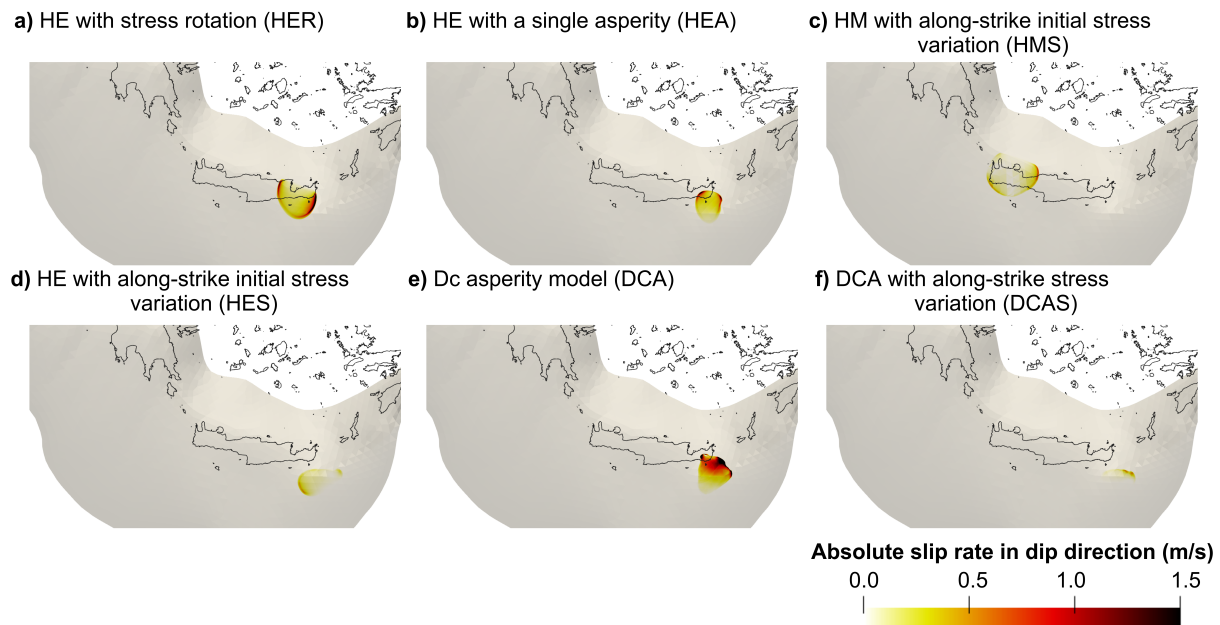 a) HE with stress rotation (HER)
b) HE with a single asperity (HEA)
c) HM with along-strike initial stress
variation (HMS)
d) HE with along-strike initial stress
variation (HES)
e) Dc asperity model (DCA)
f) DCA with along-strike stress
variation (DCAS)
Absolute slip rate in dip direction (m/s)
0.0 0.5 1.0 1.5